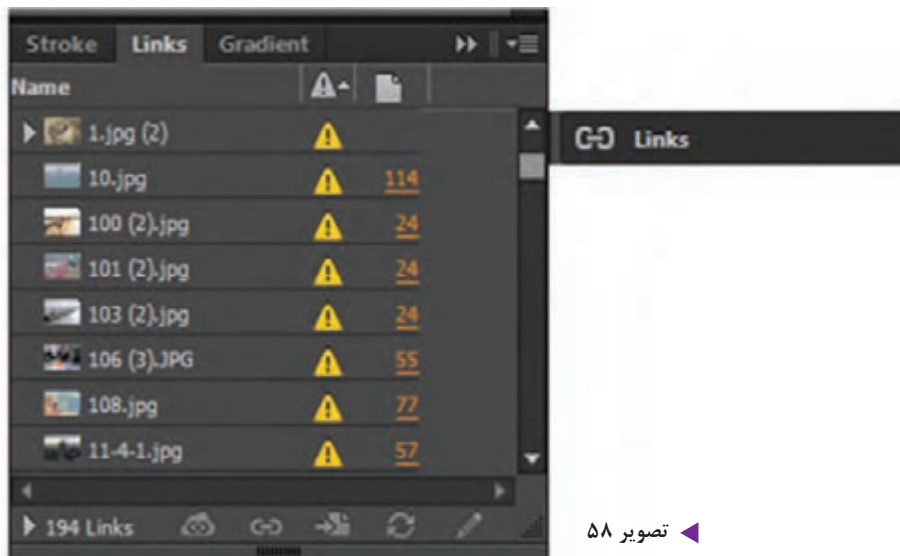 Stroke Links Gradient
Name
1.jpg (2)
10.jpg 114
100 (2).jpg 24
101 (2).jpg 24
103 (2).jpg 24
106 (3).JPG 55
108.jpg 77
11-4-1.jpg 57
194 Links
Links
تصویر ۵۸